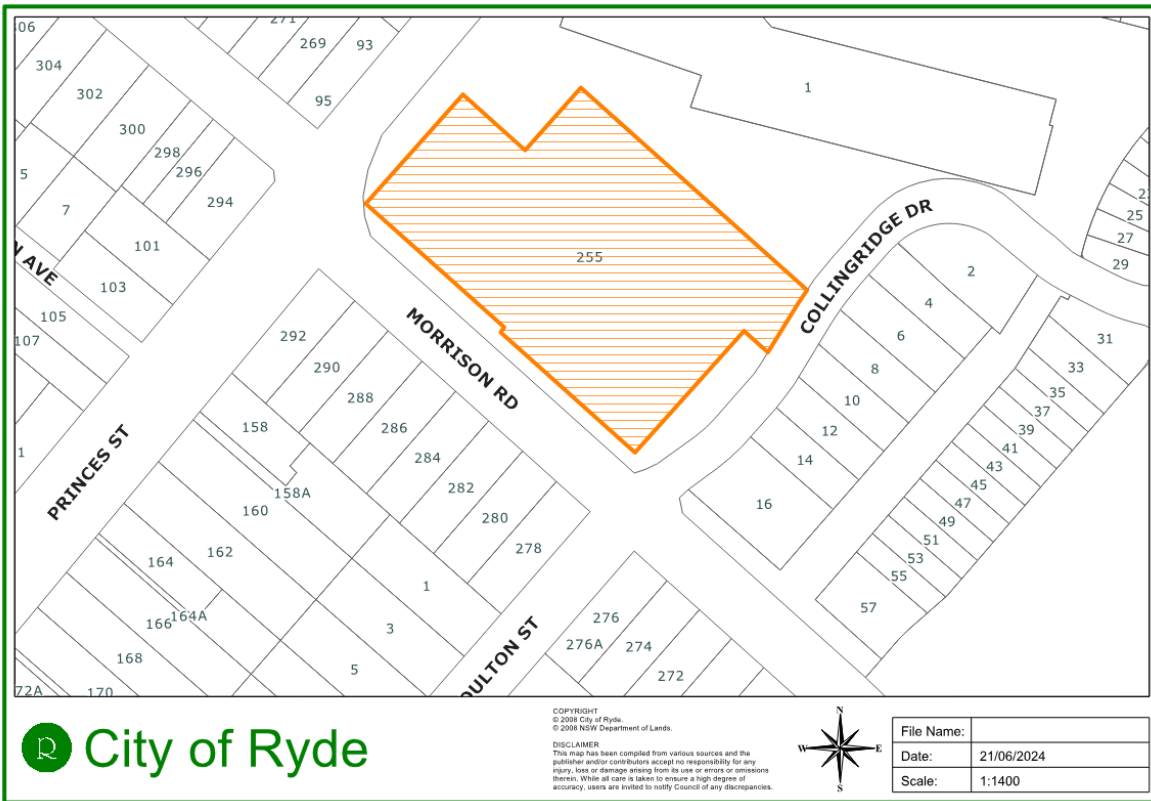 306
304
302
300
298
296
294
5
7
101
103
N AVE
105
107
1
271
269
93
95
1
255
MORRISON RD
COLLINGRIDGE DR
2
4
6
8
10
12
14
16
25
27
29
31
33
35
37
39
41
43
45
47
49
51
53
55
57
292
290
288
286
284
282
280
278
PRINCES ST
158
158A
160
162
164
164A
166
168
170
72A
1
3
5
OULTON ST
276
276A
274
272
R City of Ryde
COPYRIGHT
© 2008 City of Ryde.
© 2008 NSW Department of Lands.
DISCLAIMER
This map has been compiled from various sources and the
publisher and/or contributors accept no responsibility for any
injury, loss or damage arising from its use or errors or omissions
therein. While all care is taken to ensure a high degree of
accuracy, users are invited to notify Council of any discrepancies.
N
W E
S
File Name:
Date: 21/06/2024
Scale: 1:1400